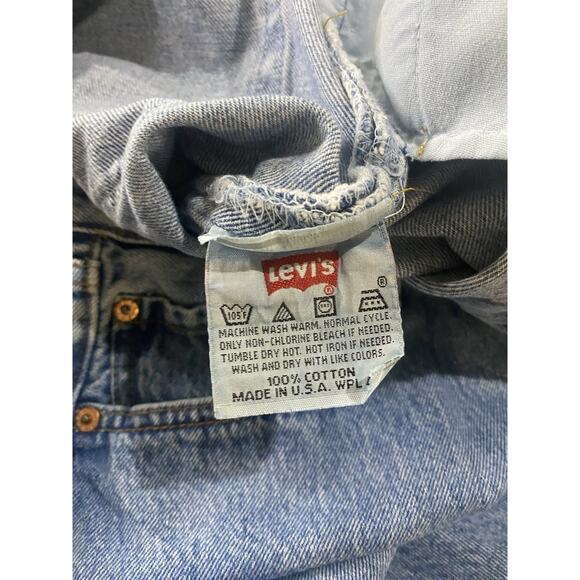 Levi's
®
105F
®
MACHINE WASH WARM. NORMAL CYCLE.
ONLY NON-CHLORINE BLEACH IF NEEDED.
TUMBLE DRY HOT. HOT IRON IF NEEDED.
WASH AND DRY WITH LIKE COLORS.
100% COTTON
MADE IN U.S.A. WPL